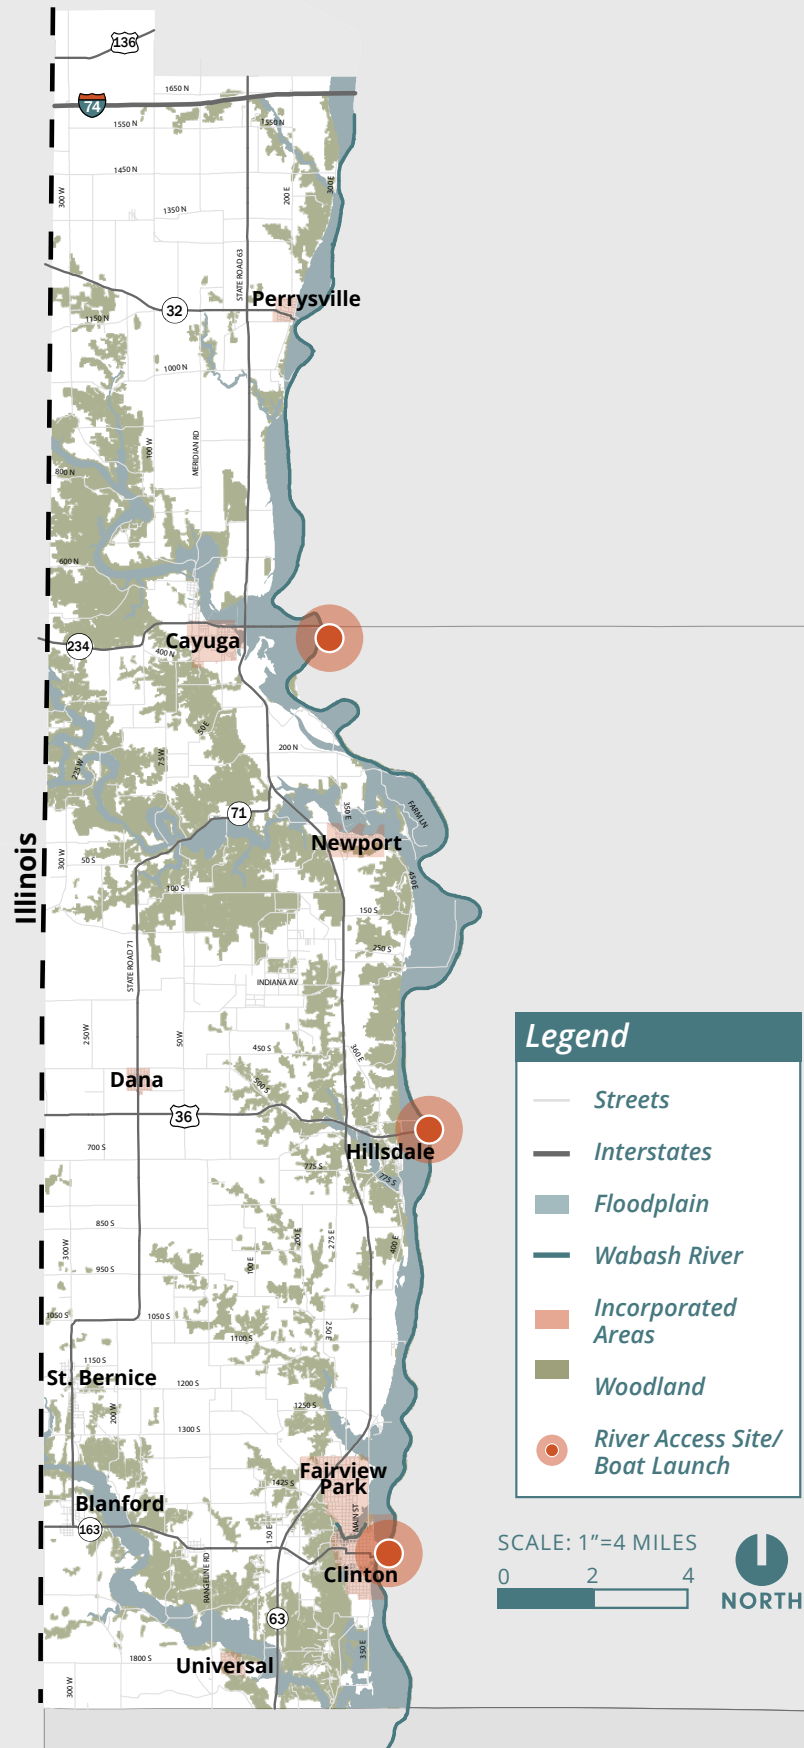 136
74
1650 N
1550 N
1550 N
1450 N
300 W
200 E
300 E
1350 N
STATE ROAD 63
Perrysville
32
1150 N
1000 N
100 W
MERIDIAN RD
800 N
600 N
Cayuga
234
400 N
50 E
200 N
75 W
225 W
71
350 E
FARM LN
Newport
Illinois
300 W
50 S
450 E
100 S
150 S
250 S
STATE ROAD 71
INDIANA AV
250 W
50 W
450 S
360 E
Dana
500 S
36
700 S
Hillsdale
775 S
775 S
850 S
300 W
200 E
275 E
400 E
100 E
950 S
1050 S
1050 S
250 E
1100 S
1150 S
St. Bernice
1200 S
200 W
1250 S
1300 S
Fairview
Park
1425 S
Blanford
MAIN ST
163
150 E
RANGELINE RD
Clinton
63
350 E
1800 S
Universal
300 W
Legend
Streets
Interstates
Floodplain
Wabash River
Incorporated
Areas
Woodland
River Access Site/
Boat Launch
SCALE: 1”=4 MILES
0 2 4
NORTH